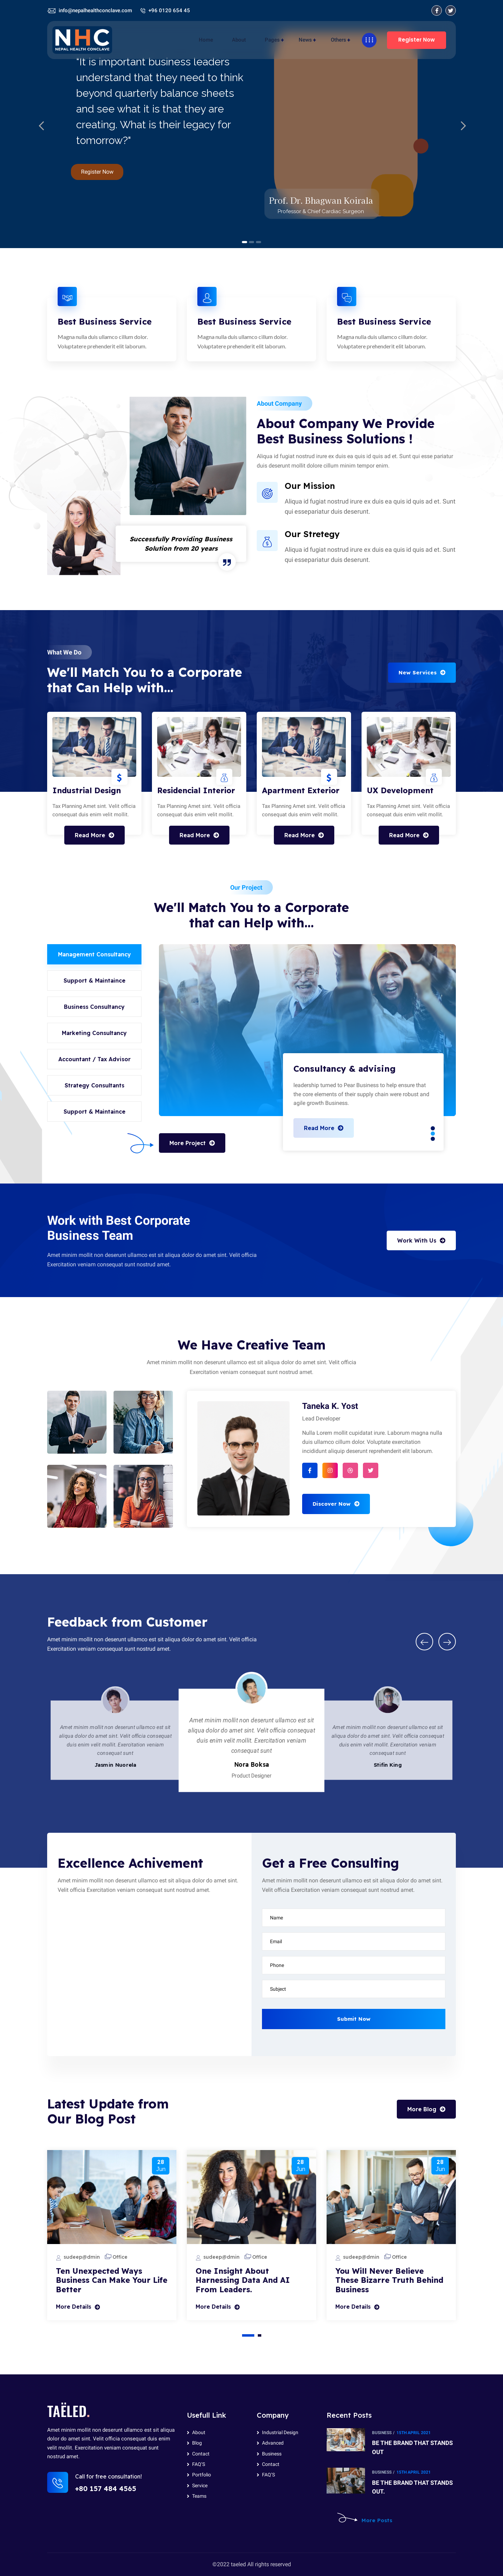 info@nepalhealthconclave.com
+96 0120 654 45
NHC
NEPAL HEALTH CONCLAVE
Home
About
Pages
News
Others
Register Now
"It is important business leaders
understand that they need to think
beyond quarterly balance sheets
and see what it is that they are
creating. What is their legacy for
tomorrow?"
Register Now
Prof. Dr. Bhagwan Koirala
Professor & Chief Cardiac Surgeon
Best Business Service
Magna nulla duis ullamco cillum dolor.
Voluptatere prehenderit elit laborum.
Best Business Service
Magna nulla duis ullamco cillum dolor.
Voluptatere prehenderit elit laborum.
Best Business Service
Magna nulla duis ullamco cillum dolor.
Voluptatere prehenderit elit laborum.
Successfully Providing Business
Solution from 20 years
About Company
About Company We Provide
Best Business Solutions !
Aliqua id fugiat nostrud irure ex duis ea quis id quis ad et. Sunt qui esse pariatur
duis deserunt mollit dolore cillum minim tempor enim.
Our Mission
Aliqua id fugiat nostrud irure ex duis ea quis id quis ad et. Sunt
qui essepariatur duis deserunt.
Our Stretegy
Aliqua id fugiat nostrud irure ex duis ea quis id quis ad et. Sunt
qui essepariatur duis deserunt.
What We Do
We'll Match You to a Corporate
that Can Help with...
New Services
Industrial Design
Tax Planning Amet sint. Velit officia
consequat duis enim velit mollit.
Read More
Residencial Interior
Tax Planning Amet sint. Velit officia
consequat duis enim velit mollit.
Read More
Apartment Exterior
Tax Planning Amet sint. Velit officia
consequat duis enim velit mollit.
Read More
UX Development
Tax Planning Amet sint. Velit officia
consequat duis enim velit mollit.
Read More
Our Project
We'll Match You to a Corporate
that can Help with...
Management Consultancy
Support & Maintaince
Business Consultancy
Marketing Consultancy
Accountant / Tax Advisor
Strategy Consultants
Support & Maintaince
Consultancy & advising
leadership turned to Pear Business to help ensure that
the core elements of their supply chain were robust and
agile growth Business.
Read More
More Project
Work with Best Corporate
Business Team
Amet minim mollit non deserunt ullamco est sit aliqua dolor do amet sint. Velit officia
Exercitation veniam consequat sunt nostrud amet.
Work With Us
We Have Creative Team
Amet minim mollit non deserunt ullamco est sit aliqua dolor do amet sint. Velit officia
Exercitation veniam consequat sunt nostrud amet.
Taneka K. Yost
Lead Developer
Nulla Lorem mollit cupidatat irure. Laborum magna nulla
duis ullamco cillum dolor. Voluptate exercitation
incididunt aliquip deserunt reprehenderit elit laborum.
Discover Now
Feedback from Customer
Amet minim mollit non deserunt ullamco est sit aliqua dolor do amet sint. Velit officia
Exercitation veniam consequat sunt nostrud amet.
Amet minim mollit non deserunt ullamco est sit
aliqua dolor do amet sint. Velit officia consequat
duis enim velit mollit. Exercitation veniam
consequat sunt
Jasmin Nuorela
Amet minim mollit non deserunt ullamco est sit
aliqua dolor do amet sint. Velit officia consequat
duis enim velit mollit. Exercitation veniam
consequat sunt
Nora Boksa
Product Designer
Amet minim mollit non deserunt ullamco est sit
aliqua dolor do amet sint. Velit officia consequat
duis enim velit mollit. Exercitation veniam
consequat sunt
Stifin King
Excellence Achivement
Amet minim mollit non deserunt ullamco est sit aliqua dolor do amet sint.
Velit officia Exercitation veniam consequat sunt nostrud amet.
Get a Free Consulting
Amet minim mollit non deserunt ullamco est sit aliqua dolor do amet sint.
Velit officia Exercitation veniam consequat sunt nostrud amet.
Name
Email
Phone
Subject
Submit Now
Latest Update from
Our Blog Post
More Blog
28
Jun
sudeep@dmin Office
Ten Unexpected Ways
Business Can Make Your Life
Better
More Details
28
Jun
sudeep@dmin Office
One Insight About
Harnessing Data And AI
From Leaders.
More Details
28
Jun
sudeep@dmin Office
You Will Never Believe
These Bizarre Truth Behind
Business
More Details
TAËLED.
Amet minim mollit non deserunt ullamco est sit aliqua
dolor do amet sint. Velit officia consequat duis enim
velit mollit. Exercitation veniam consequat sunt
nostrud amet.
Call for free consultation!
+80 157 484 4565
Usefull Link
About
Blog
Contact
FAQ'S
Portfolio
Service
Teams
Company
Industrial Design
Advanced
Business
Contact
FAQ'S
Recent Posts
BUSINESS / 15TH APRIL 2021
BE THE BRAND THAT STANDS
OUT
BUSINESS / 15TH APRIL 2021
BE THE BRAND THAT STANDS
OUT.
More Posts
©2022 taeled All rights reserved